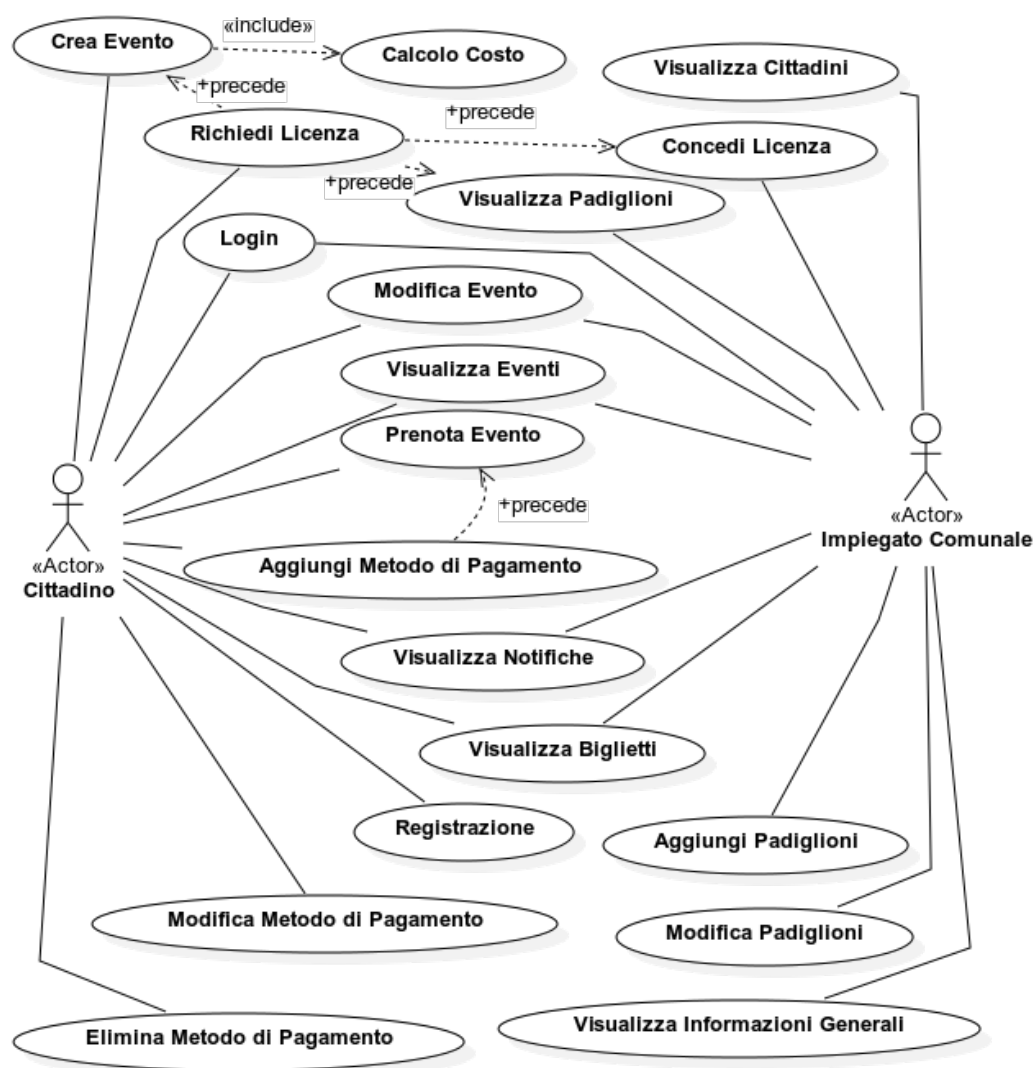 «include»
Crea Evento
Calcolo Costo
Visualizza Cittadini
+precede
+precede
Richiedi Licenza
Concedi Licenza
+precede
Visualizza Padiglioni
Login
Modifica Evento
Visualizza Eventi
Prenota Evento
+precede
«Actor»
Impiegato Comunale
Aggiungi Metodo di Pagamento
«Actor»
Cittadino
Visualizza Notifiche
Visualizza Biglietti
Registrazione
Aggiungi Padiglioni
Modifica Metodo di Pagamento
Modifica Padiglioni
Visualizza Informazioni Generali
Elimina Metodo di Pagamento